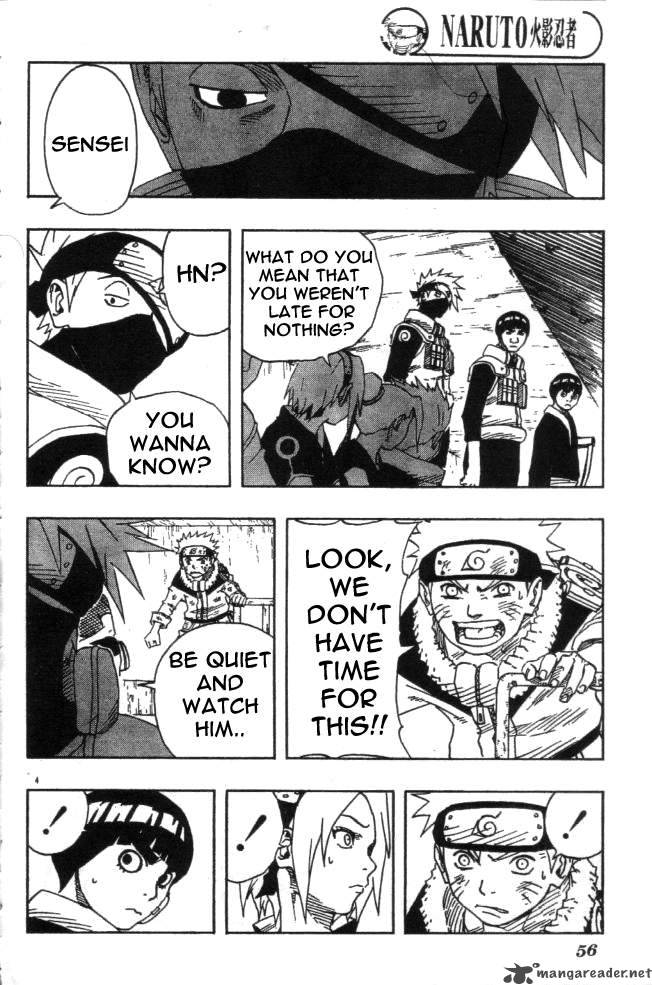 NARUTO火影忍者
SENSEI
WHAT DO YOU
MEAN THAT
YOU WEREN'T
LATE FOR
NOTHING?
HN?
YOU
WANNA
KNOW?
LOOK,
WE
DON'T
HAVE
TIME
FOR
THIS!!
BE QUIET
AND
WATCH
HIM..
4
!
!
!
56
mangareader.net